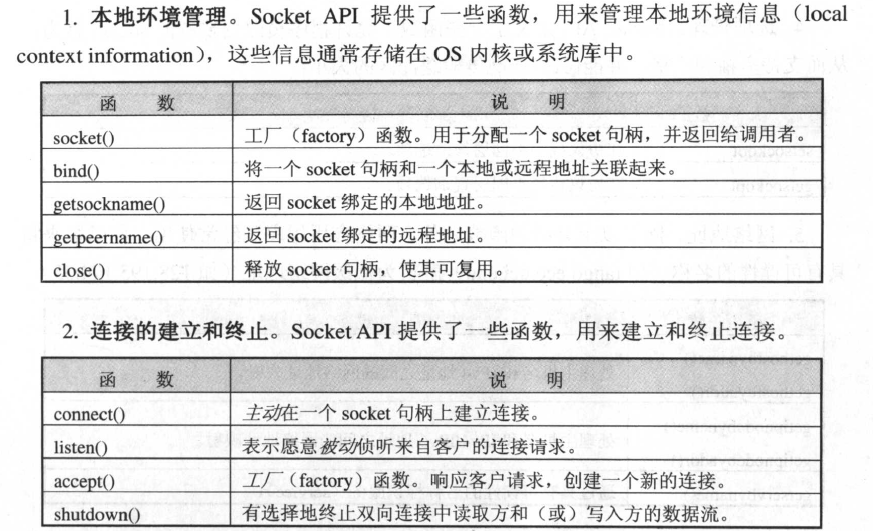 1. 本地环境管理。Socket API 提供了一些函数，用来管理本地环境信息（local
context information），这些信息通常存储在 OS 内核或系统库中。
函 数 说 明
socket() 工厂（factory）函数。用于分配一个 socket 句柄，并返回给调用者。
bind() 将一个 socket 句柄和一个本地或远程地址关联起来。
getsockname() 返回 socket 绑定的本地地址。
getpeername() 返回 socket 绑定的远程地址。
close() 释放 socket 句柄，使其可复用。
2. 连接的建立和终止。Socket API 提供了一些函数，用来建立和终止连接。
函 数 说 明
connect() 主动在一个 socket 句柄上建立连接。
listen() 表示愿意被动侦听来自客户的连接请求。
accept() 工厂（factory）函数。响应客户请求，创建一个新的连接。
shutdown() 有选择地终止双向连接中读取方和（或）写入方的数据流。